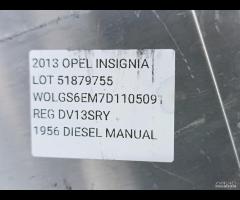 2013 OPEL INSIGNIA
LOT 51879755
WOLGS6EM7D1105091
REG DV13SRY
1956 DIESEL MANUAL